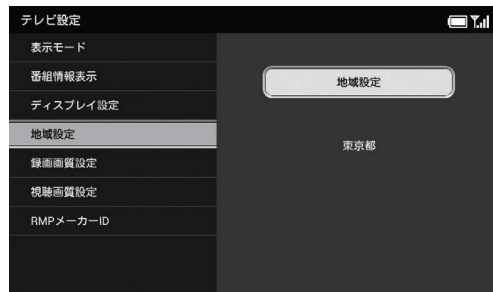 テレビ設定
表示モード
番組情報表示
ディスプレイ設定
地域設定
録画画質設定
視聴画質設定
RMPメーカーID
地域設定
東京都